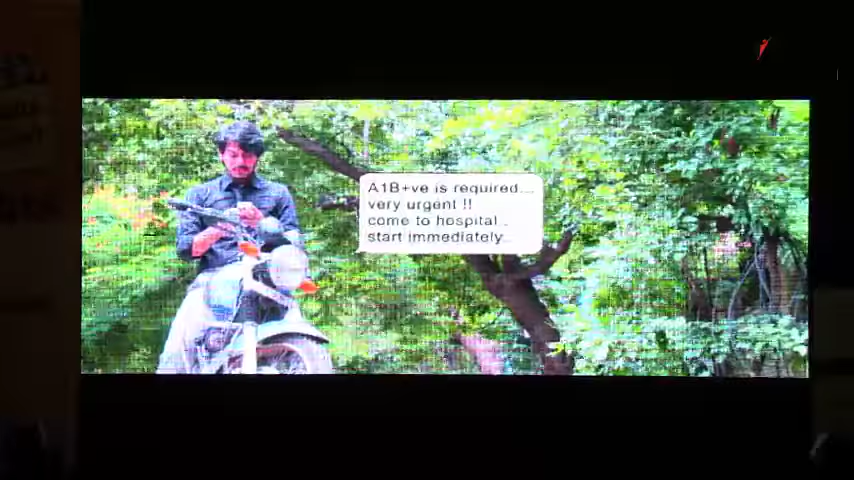 A1B+ve is required...
very urgent !!
come to hospital .
start immediately..